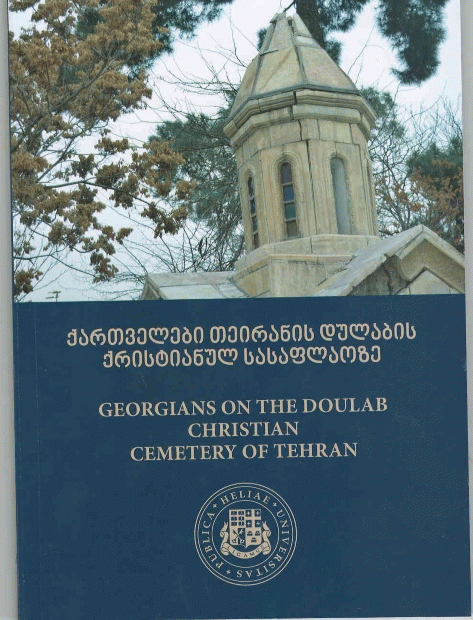 ქართველები თეირანის დულაბის
ქრისტიანულ სასაფლაოზე
GEORGIANS ON THE DOULAB
CHRISTIAN
CEMETERY OF TEHRAN
PUBLICA • HELIAE • UNIVERSITAS